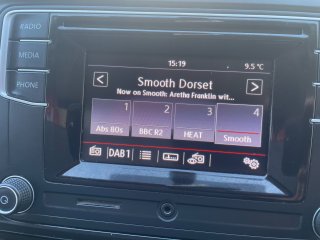 RADIO
MEDIA
PHONE
15:19
9.5 °C
Smooth Dorset
Now on Smooth: Aretha Franklin wit...
1 2 3 4
Abs 80s BBC R2 HEAT Smooth
DAB1